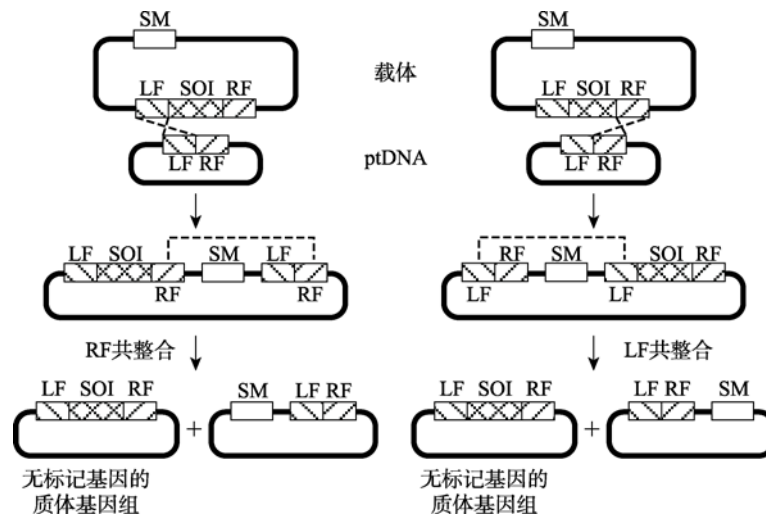 SM SM
LF SOI RF 载体 LF SOI RF
LF RF ptDNA LF RF
LF SOI SM LF RF SM SOI RF
RF RF LF LF
RF共整合 LF共整合
LF SOI RF SM LF RF LF SOI RF LF RF SM
+ +
无标记基因的 无标记基因的
质体基因组 质体基因组